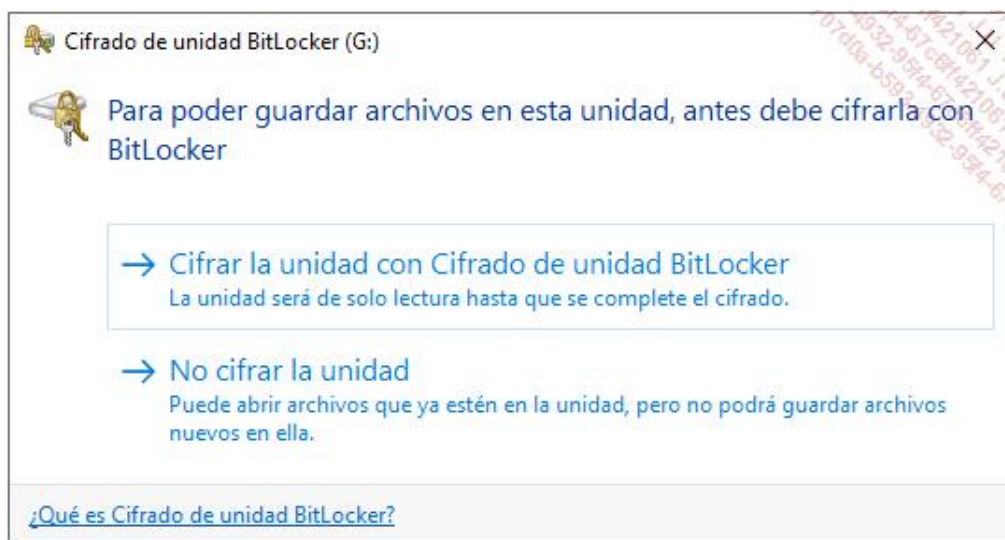 Cifrado de unidad BitLocker (G:)
Para poder guardar archivos en esta unidad, antes debe cifrarla con
BitLocker
→ Cifrar la unidad con Cifrado de unidad BitLocker
La unidad será de solo lectura hasta que se complete el cifrado.
→ No cifrar la unidad
Puede abrir archivos que ya estén en la unidad, pero no podrá guardar archivos
nuevos en ella.
¿Qué es Cifrado de unidad BitLocker?